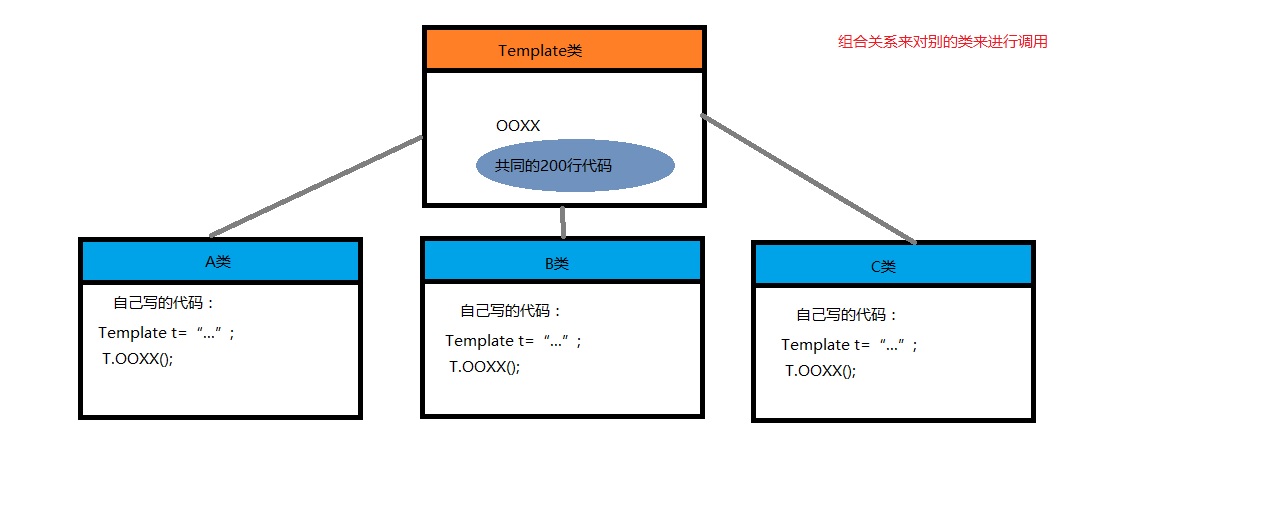 组合关系来对别的类来进行调用
Template类
OOXX
共同的200行代码
A类
自己写的代码：
Template t= “...” ;
T.OOXX();
B类
自己写的代码：
Template t= “...” ;
T.OOXX();
C类
自己写的代码：
Template t= “...” ;
T.OOXX();